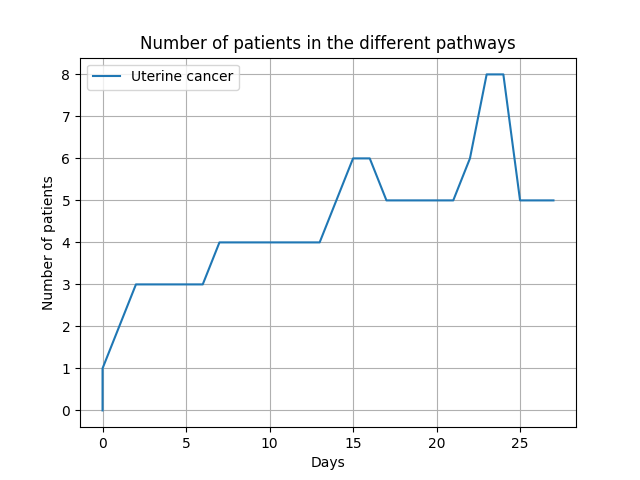 Number of patients in the different pathways
Uterine cancer
8
7
6
5
4
3
2
1
0
Number of patients
0 5 10 15 20 25
Days